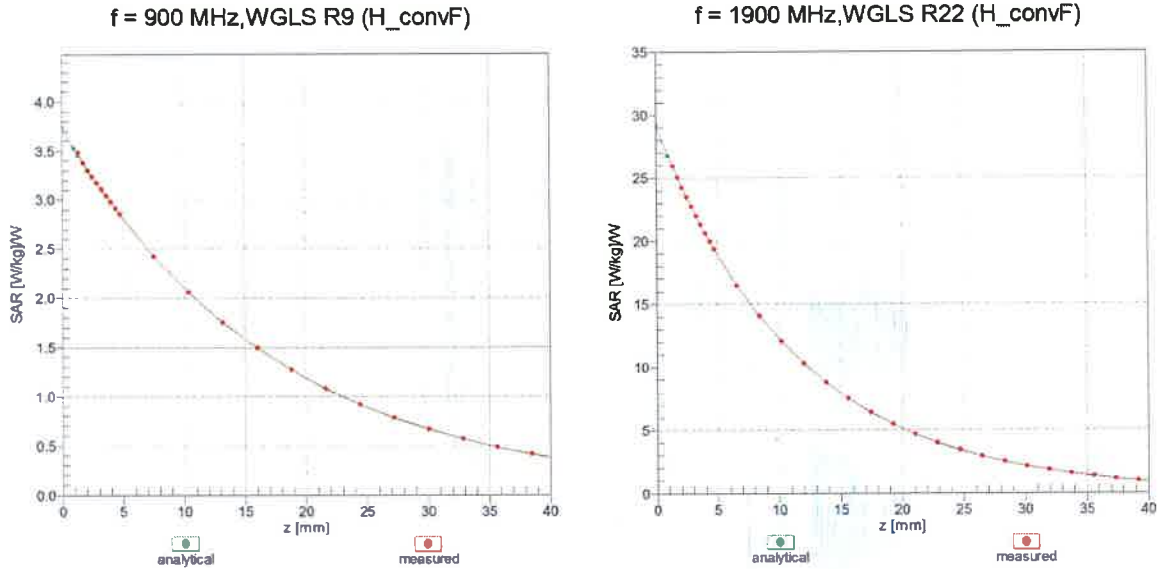 f = 900 MHz,WGLS R9 (H_convF)
SAR [W/kg]/W
4.0
3.5
3.0
2.5
2.0
1.5
1.0
0.5
0.0
0 5 10 15 20 25 30 35 40
z [mm]
analytical measured
f = 1900 MHz,WGLS R22 (H_convF)
SAR [W/kg]/W
35
30
25
20
15
10
5
0
0 5 10 15 20 25 30 35 40
z [mm]
analytical measured